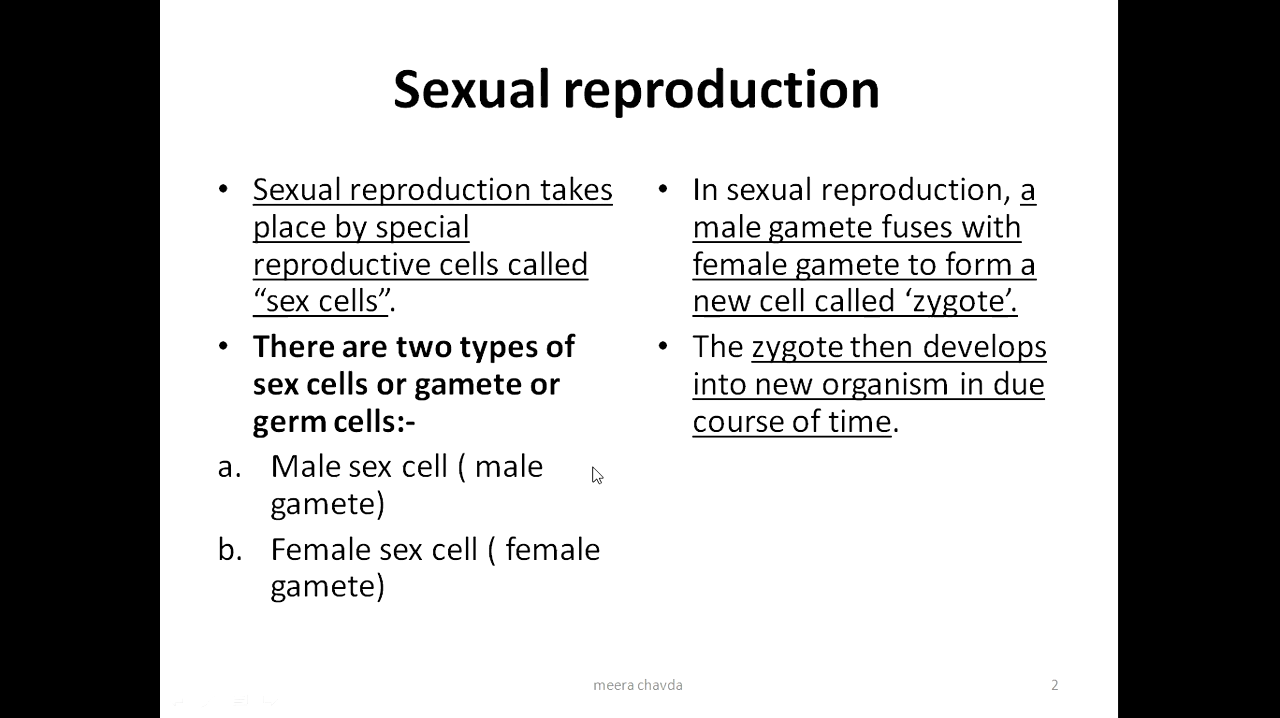 Sexual reproduction
• Sexual reproduction takes
place by special
reproductive cells called
“sex cells”.
• There are two types of
sex cells or gamete or
germ cells:-
a. Male sex cell ( male
gamete)
b. Female sex cell ( female
gamete)
• In sexual reproduction, a
male gamete fuses with
female gamete to form a
new cell called ‘zygote’.
• The zygote then develops
into new organism in due
course of time.
meera chavda
2